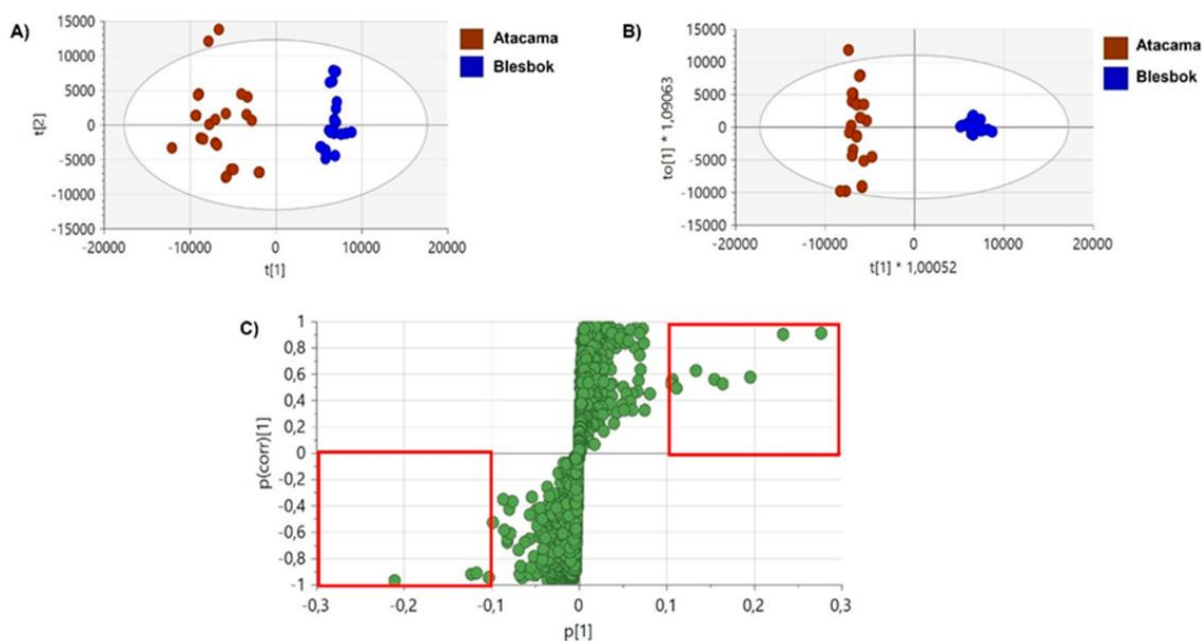 A)
15000
10000
5000
0
-5000
-10000
-15000
-20000 -10000 0 10000 20000
t[2]
t[1]
Atacama
Blesbok
B)
15000
10000
5000
0
-5000
-10000
-15000
-20000 -10000 0 10000 20000
to[1] * 1,09063
t[1] * 1,00052
Atacama
Blesbok
C)
1
0,8
0,6
0,4
0,2
0
-0,2
-0,4
-0,6
-0,8
-1
-0,3 -0,2 -0,1 0 0,1 0,2 0,3
p(corr)[1]
p[1]